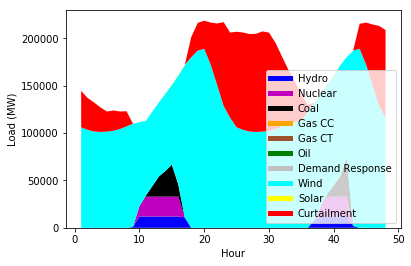 200000
150000
100000
50000
0
Load (MW)
Hydro
Nuclear
Coal
Gas CC
Gas CT
Oil
Demand Response
Wind
Solar
Curtailment
0 10 20 30 40 50
Hour